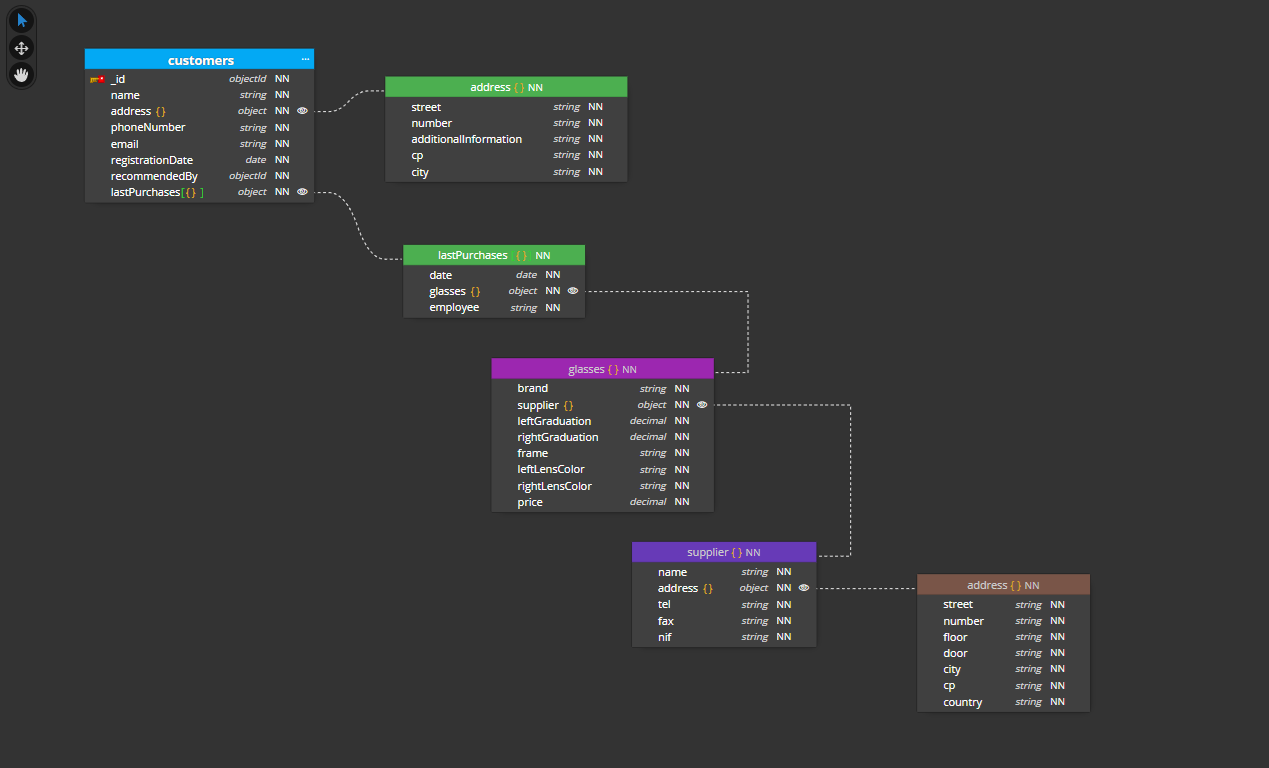 customers ...
_id objectId NN
name string NN
address {} object NN
phoneNumber string NN
email string NN
registrationDate date NN
recommendedBy objectId NN
lastPurchases[{} ] object NN
address {} NN
street string NN
number string NN
additionalInformation string NN
cp string NN
city string NN
lastPurchases {} NN
date date NN
glasses {} object NN
employee string NN
glasses {} NN
brand string NN
supplier {} object NN
leftGraduation decimal NN
rightGraduation decimal NN
frame string NN
leftLensColor string NN
rightLensColor string NN
price decimal NN
supplier {} NN
name string NN
address {} object NN
tel string NN
fax string NN
nif string NN
address {} NN
street string NN
number string NN
floor string NN
door string NN
city string NN
cp string NN
country string NN